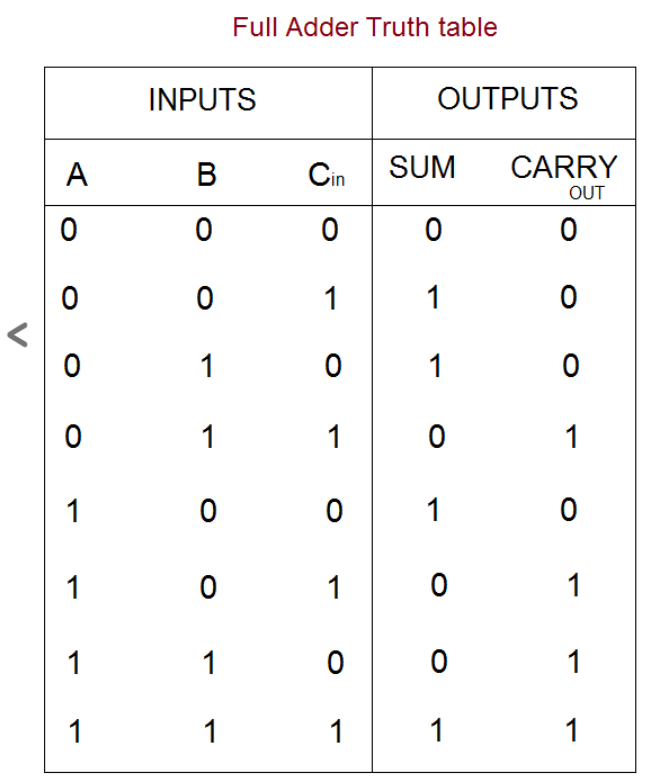 Full Adder Truth table
INPUTS OUTPUTS
A B Cin SUM CARRY OUT
0 0 0 0 0
0 0 1 1 0
0 1 0 1 0
0 1 1 0 1
1 0 0 1 0
1 0 1 0 1
1 1 0 0 1
1 1 1 1 1